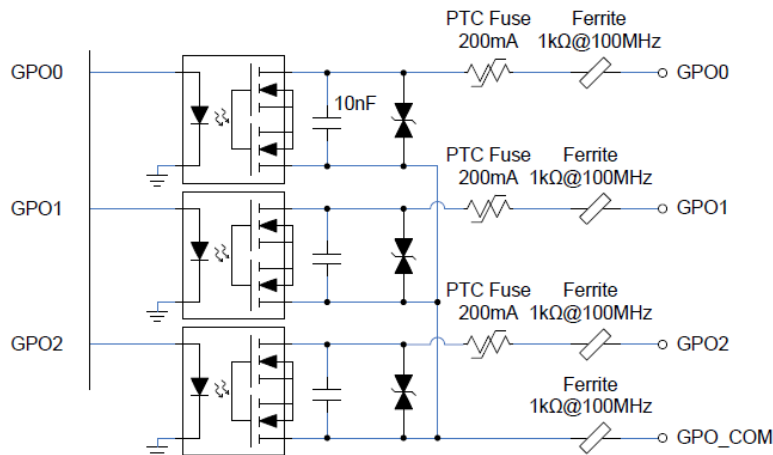 PTC Fuse
200mA
Ferrite
1kΩ@100MHz
GPO0
GPO0
10nF
PTC Fuse
200mA
Ferrite
1kΩ@100MHz
GPO1
GPO1
PTC Fuse
200mA
Ferrite
1kΩ@100MHz
GPO2
GPO2
Ferrite
1kΩ@100MHz
GPO_COM